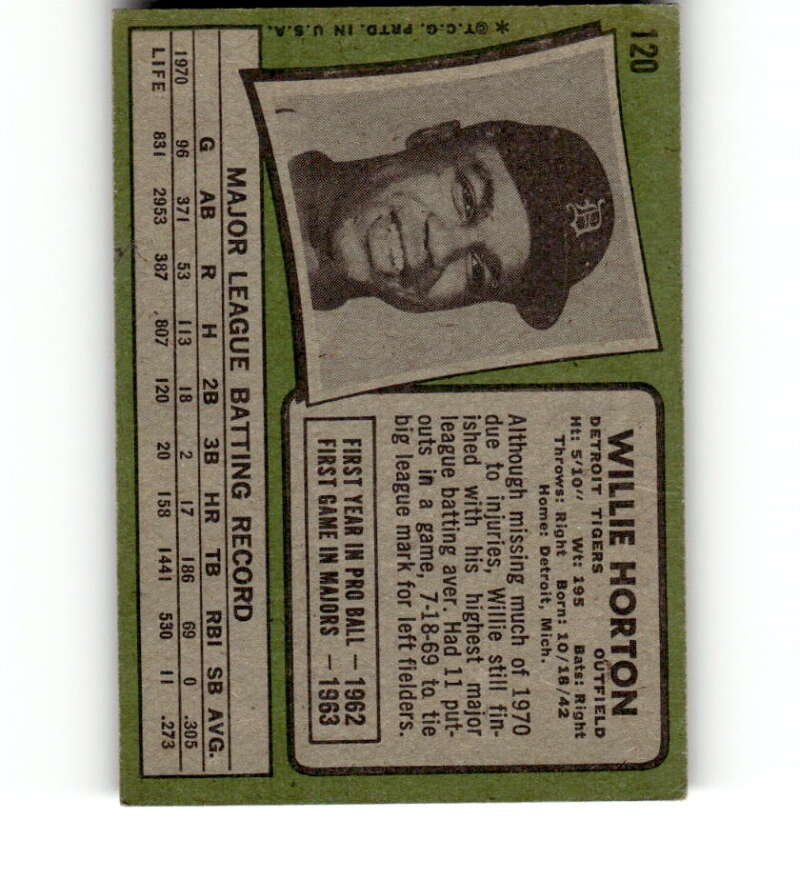 120
WILLIE HORTON
DETROIT TIGERS OUTFIELD
Ht: 5'10" Wt: 195 Bats: Right
Throws: Right Born: 10/18/42
Home: Detroit, Mich.
Although missing much of 1970
due to injuries, Willie still fin-
ished with his highest major
league batting aver. Had 11 put-
outs in a game, 7-18-69 to tie
big league mark for left fielders.
FIRST YEAR IN PRO BALL — 1962
FIRST GAME IN MAJORS — 1963
D
MAJOR LEAGUE BATTING RECORD
G AB R H 2B 3B HR TB RBI SB AVG.
1970 96 371 53 113 18 2 17 186 69 0 .305
LIFE 831 2953 387 807 120 20 158 1441 530 11 .273
* ©T.C.G. PRTD. IN U.S.A.